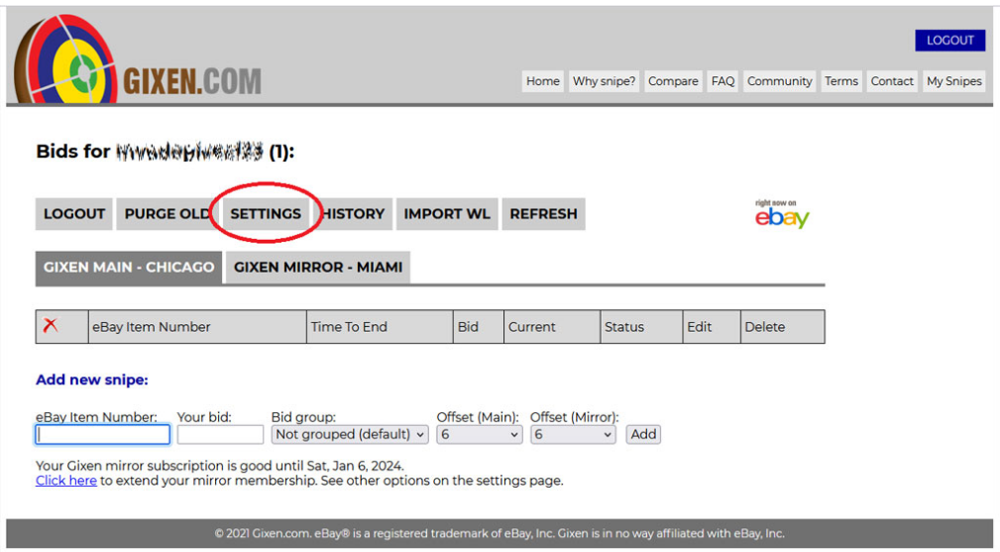 LOGOUT
GIXEN.COM
Home Why snipe? Compare FAQ Community Terms Contact My Snipes
Bids for (1):
LOGOUT PURGE OLD SETTINGS HISTORY IMPORT WL REFRESH
right now on
ebay
GIXEN MAIN - CHICAGO GIXEN MIRROR - MIAMI
eBay Item Number Time To End Bid Current Status Edit Delete
Add new snipe:
eBay Item Number: Your bid: Bid group: Offset (Main): Offset (Mirror):
Not grouped (default) 6 6 Add
Your Gixen mirror subscription is good until Sat, Jan 6, 2024.
Click here to extend your mirror membership. See other options on the settings page.
© 2021 Gixen.com. eBay® is a registered trademark of eBay, Inc. Gixen is in no way affiliated with eBay, Inc.